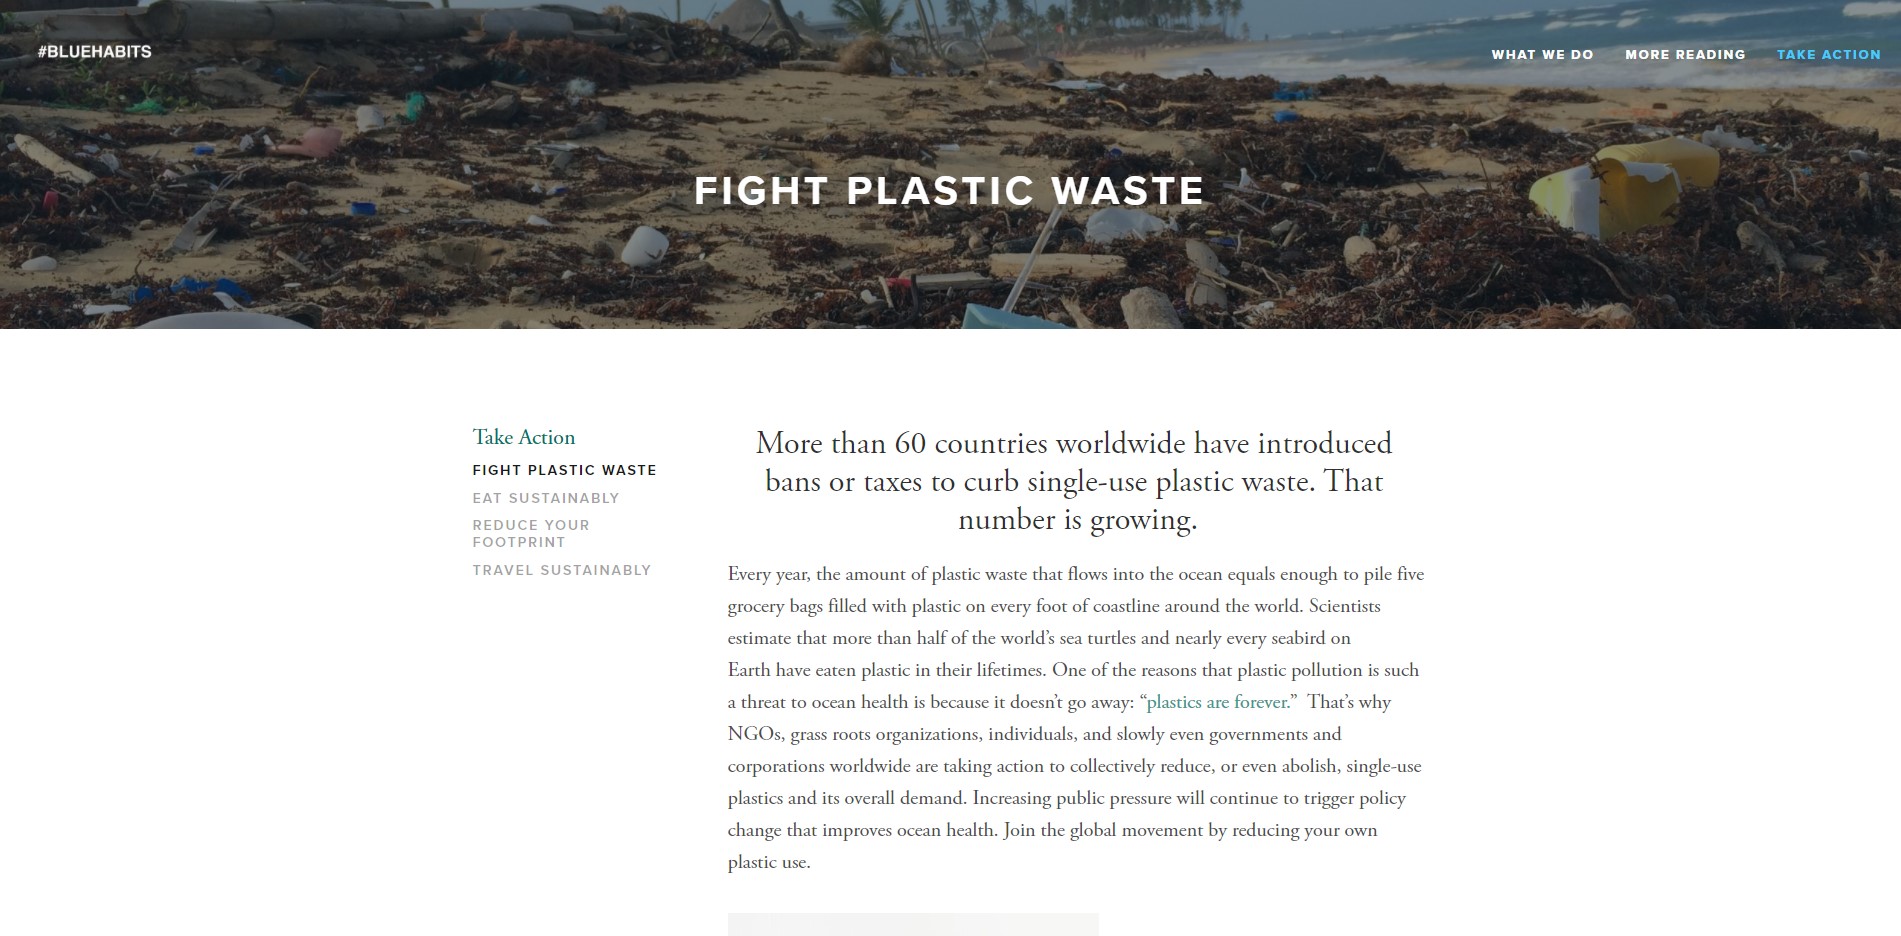 #BLUEHABITS
WHAT WE DO
MORE READING
TAKE ACTION
FIGHT PLASTIC WASTE
Take Action
FIGHT PLASTIC WASTE
EAT SUSTAINABLY
REDUCE YOUR
FOOTPRINT
TRAVEL SUSTAINABLY
More than 60 countries worldwide have introduced
bans or taxes to curb single-use plastic waste. That
number is growing.
Every year, the amount of plastic waste that flows into the ocean equals enough to pile five
grocery bags filled with plastic on every foot of coastline around the world. Scientists
estimate that more than half of the world’s sea turtles and nearly every seabird on
Earth have eaten plastic in their lifetimes. One of the reasons that plastic pollution is such
a threat to ocean health is because it doesn’t go away: “plastics are forever.”  That’s why
NGOs, grass roots organizations, individuals, and slowly even governments and
corporations worldwide are taking action to collectively reduce, or even abolish, single-use
plastics and its overall demand. Increasing public pressure will continue to trigger policy
change that improves ocean health. Join the global movement by reducing your own
plastic use.